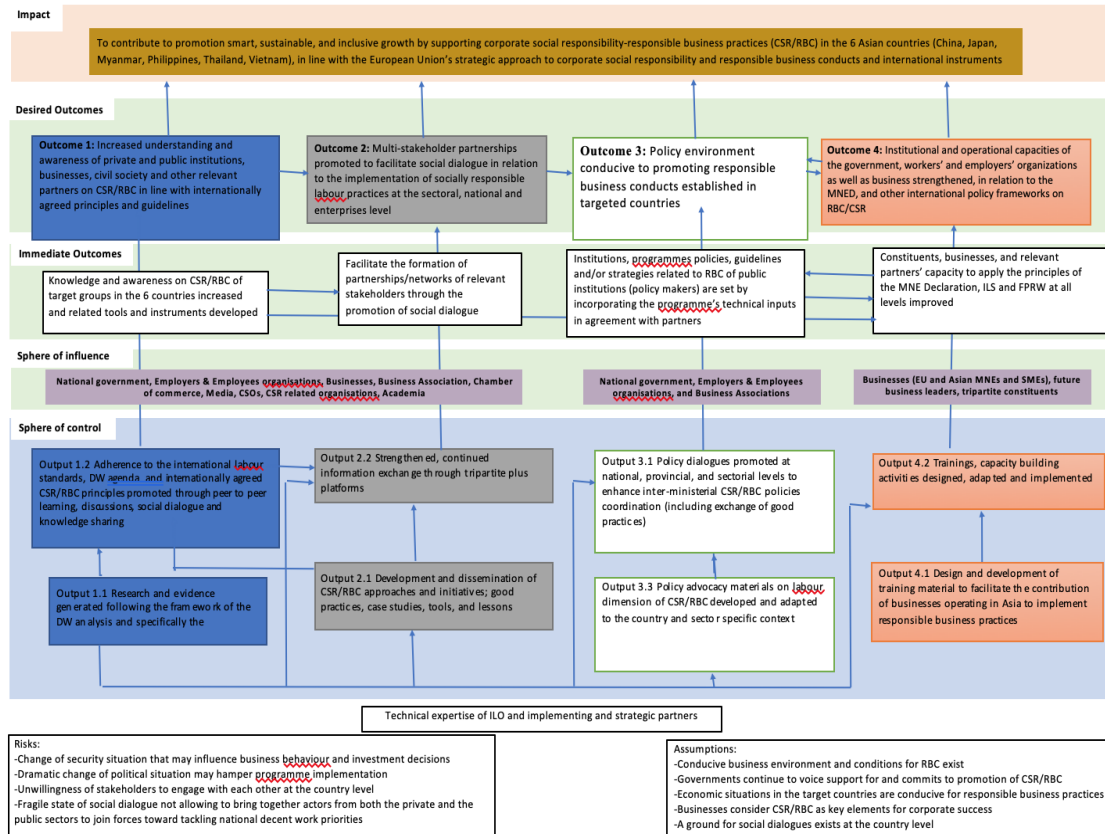 Impact
To contribute to promotion smart, sustainable, and inclusive growth by supporting corporate social responsibility-responsible business practices (CSR/RBC) in the 6 Asian countries (China, Japan,
Myanmar, Philippines, Thailand, Vietnam), in line with the European Union's strategic approach to corporate social responsibility and responsible business conducts and international instruments
Desired Outcomes
Outcome 1: Increased understanding and
awareness of private and public institutions,
businesses, civil society and other relevant
partners on CSR/RBC in line with internationally
agreed principles and guidelines
Outcome 2: Multi-stakeholder partnerships
promoted to facilitate social dialogue in relation
to the implementation of socially responsible
labour practices at the sectoral, national and
enterprises level
Outcome 3: Policy environment
conducive to promoting responsible
business conducts established in
targeted countries
Outcome 4: Institutional and operational capacities of
the government, workers' and employers' organizations
as well as business strengthened, in relation to the
MNED, and other international policy frameworks on
RBC/CSR
Immediate Outcomes
Knowledge and awareness on CSR/RBC of
target groups in the 6 countries increased
and related tools and instruments developed
Facilitate the formation of
partnerships/networks of relevant
stakeholders through the
promotion of social dialogue
Institutions, programmes policies, guidelines
and/or strategies related to RBC of public
institutions (policy makers) are set by
incorporating the programme's technical inputs
in agreement with partners
Constituents, businesses, and relevant
partners' capacity to apply the principles of
the MNE Declaration, ILS and FPRW at all
levels improved
Sphere of influence
National government, Employers & Employees organisations, Businesses, Business Association, Chamber
of commerce, Media, CSOs, CSR related organisations, Academia
National government, Employers & Employees
organisations, and Business Associations
Businesses (EU and Asian MNEs and SMEs), future
business leaders, tripartite constituents
Sphere of control
Output 1.2 Adherence to the international labour
standards, DW agenda, and internationally agreed
CSR/RBC principles promoted through peer to peer
learning, discussions, social dialogue and
knowledge sharing
Output 2.2 Strengthened, continued
information exchange through tripartite plus
platforms
Output 3.1 Policy dialogues promoted at
national, provincial, and sectorial levels to
enhance inter-ministerial CSR/RBC policies
coordination (including exchange of good
practices)
Output 4.2 Trainings, capacity building
activities designed, adapted and implemented
Output 1.1 Research and evidence
generated following the framework of the
DW analysis and specifically the
Output 2.1 Development and dissemination of
CSR/RBC approaches and initiatives; good
practices, case studies, tools, and lessons
Output 3.3 Policy advocacy materials on labour
dimension of CSR/RBC developed and adapted
to the country and sector specific context
Output 4.1 Design and development of
training material to facilitate the contribution
of businesses operating in Asia to implement
responsible business practices
Technical expertise of ILO and implementing and strategic partners
Risks:
-Change of security situation that may influence business behaviour and investment decisions
-Dramatic change of political situation may hamper programme implementation
-Unwillingness of stakeholders to engage with each other at the country level
-Fragile state of social dialogue not allowing to bring together actors from both the private and the
public sectors to join forces toward tackling national decent work priorities
Assumptions:
-Conducive business environment and conditions for RBC exist
-Governments continue to voice support for and commits to promotion of CSR/RBC
-Economic situations in the target countries are conducive for responsible business practices
-Businesses consider CSR/RBC as key elements for corporate success
-A ground for social dialogues exists at the country level